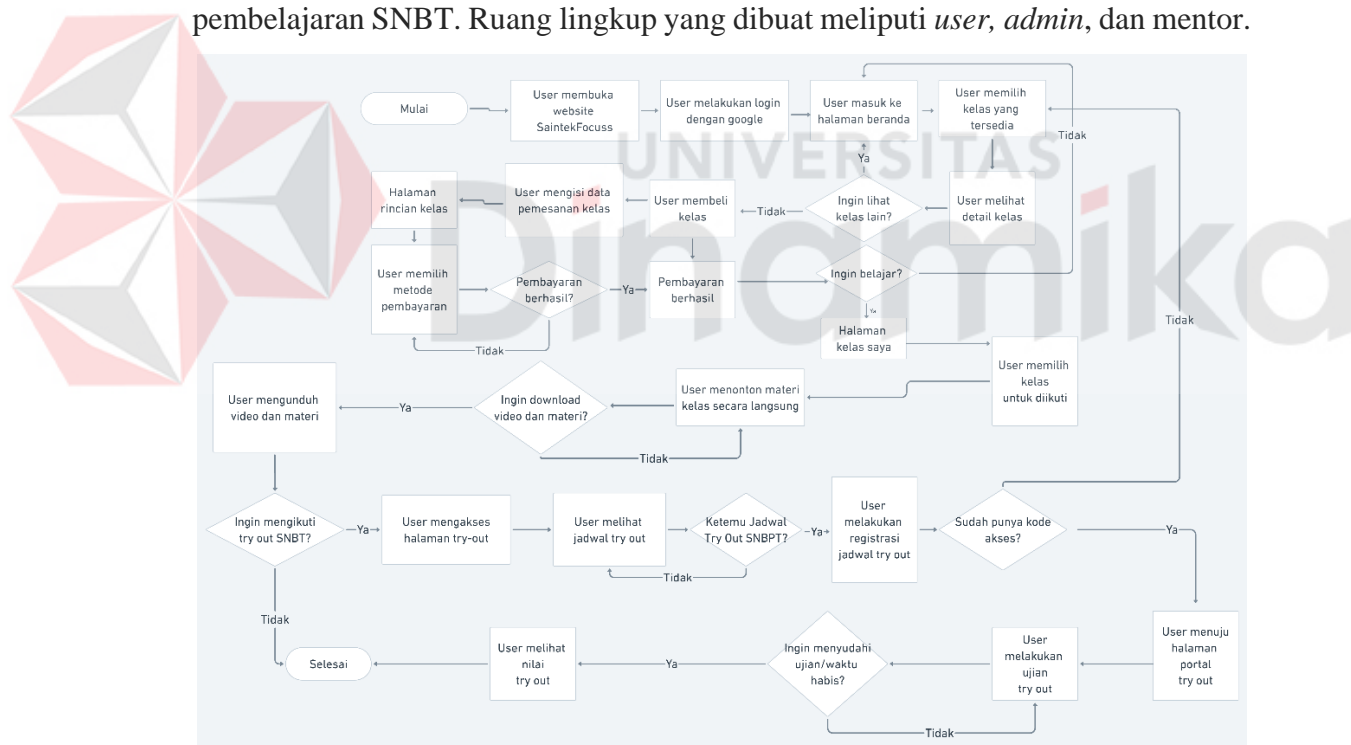 pembelajaran SNBT. Ruang lingkup yang dibuat meliputi user, admin, dan mentor.
Mulai
User membuka
website
SaintekFocuss
User melakukan login
dengan google
User masuk ke
halaman beranda
User memilih
kelas yang
tersedia
Tidak
UNIVERSITAS
Dinamika
Ya
Halaman
rincian kelas
User mengisi data
pemesanan kelas
User membeli
kelas
Tidak
Ingin lihat
kelas lain?
User melihat
detail kelas
User memilih
metode
pembayaran
Pembayaran
berhasil?
Ya
Pembayaran
berhasil
Ingin belajar?
Ya
Tidak
Tidak
Halaman
kelas saya
User memilih
kelas
untuk diikuti
User mengunduh
video dan materi
Ya
Ingin download
video dan materi?
User menonton materi
kelas secara langsung
Tidak
Ingin mengikuti
try out SNBT?
Ya
User mengakses
halaman try-out
User melihat
jadwal try out
Ketemu Jadwal
Try Out SNBPT?
Ya
User
melakukan
registrasi
jadwal try out
Sudah punya kode
akses?
Ya
Tidak
Tidak
Selesai
User melihat
nilai
try out
Ya
Ingin menyudahi
ujian/waktu
habis?
User
melakukan
ujian
try out
User menuju
halaman
portal
try out
Tidak